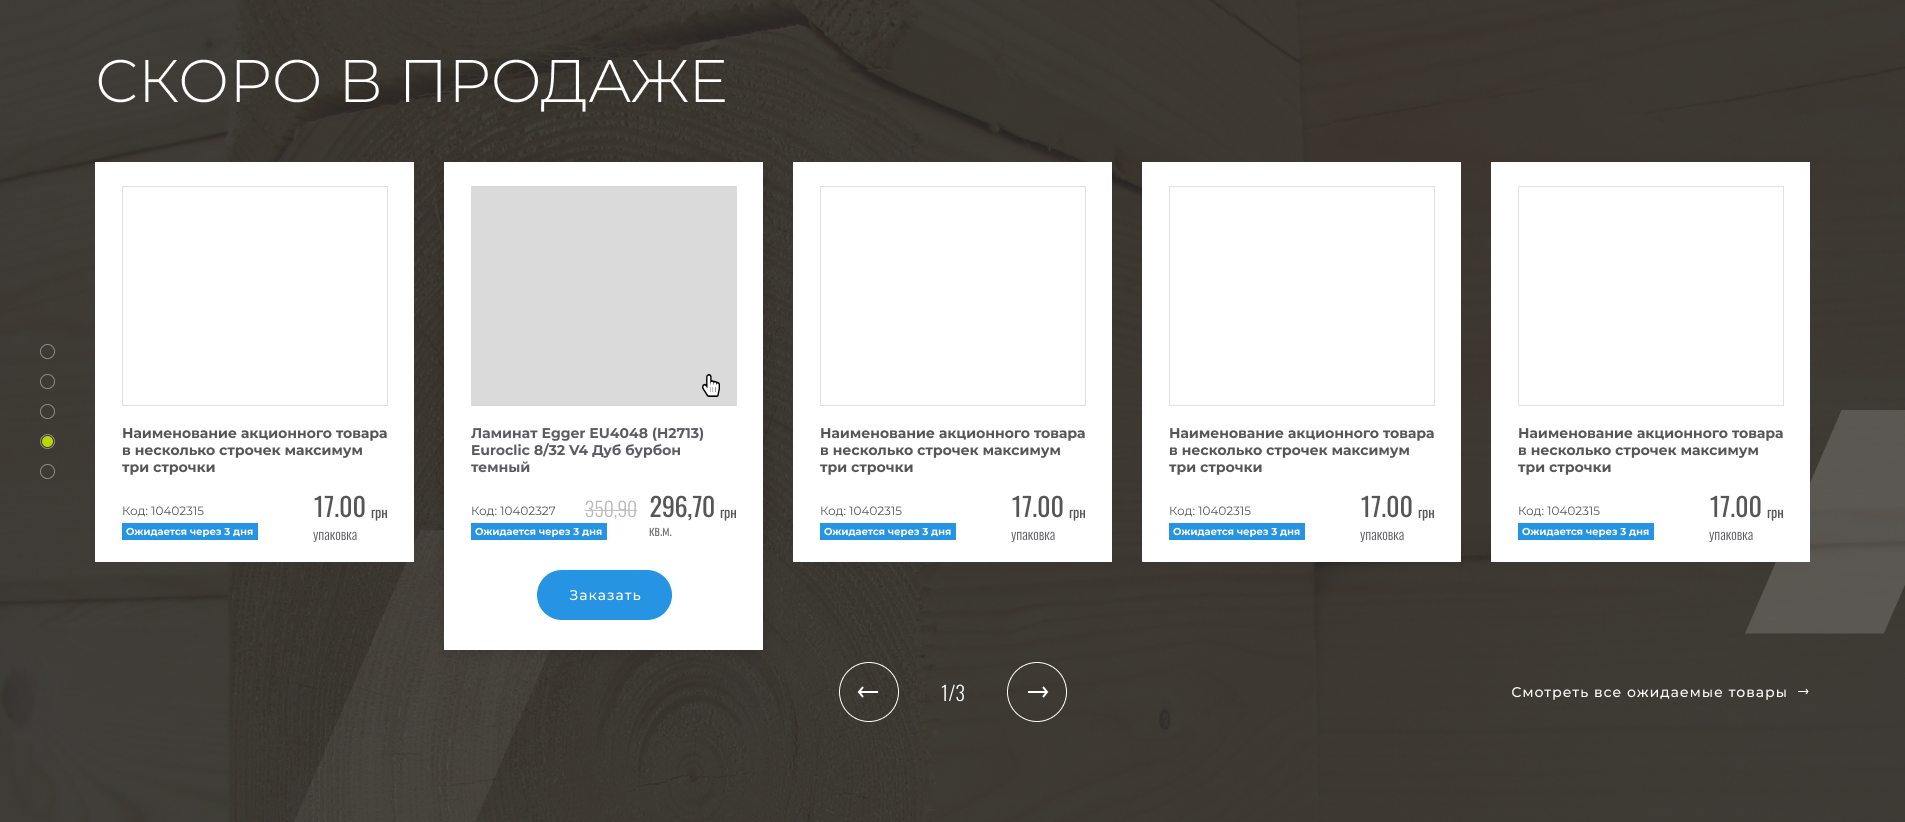 СКОРО В ПРОДАЖЕ
Наименование акционного товара
в несколько строчек максимум
три строчки
Код: 10402315
17.00 грн
Ожидается через 3 дня
упаковка
Ламинат Egger EU4048 (H2713)
Euroclic 8/32 V4 Дуб бурбон
темный
Код: 10402327
350,90 296,70 грн
Ожидается через 3 дня
кв.м.
Заказать
Наименование акционного товара
в несколько строчек максимум
три строчки
Код: 10402315
17.00 грн
Ожидается через 3 дня
упаковка
Наименование акционного товара
в несколько строчек максимум
три строчки
Код: 10402315
17.00 грн
Ожидается через 3 дня
упаковка
Наименование акционного товара
в несколько строчек максимум
три строчки
Код: 10402315
17.00 грн
Ожидается через 3 дня
упаковка
← 1/3 →
Смотреть все ожидаемые товары →